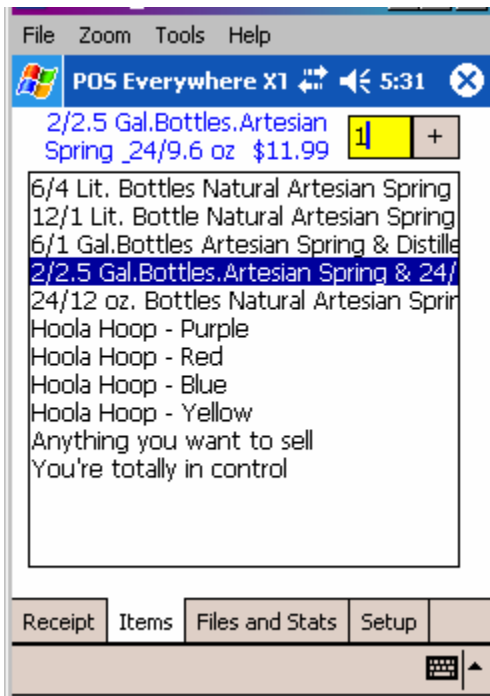 File Zoom Tools Help
POS Everywhere XT 5:31
2/2.5 Gal.Bottles.Artesian
Spring _24/9.6 oz $11.99
1
+
6/4 Lit. Bottles Natural Artesian Spring
12/1 Lit. Bottle Natural Artesian Spring
6/1 Gal.Bottles Artesian Spring & Distille
2/2.5 Gal.Bottles.Artesian Spring & 24/
24/12 oz. Bottles Natural Artesian Sprin
Hoola Hoop - Purple
Hoola Hoop - Red
Hoola Hoop - Blue
Hoola Hoop - Yellow
Anything you want to sell
You're totally in control
Receipt Items Files and Stats Setup